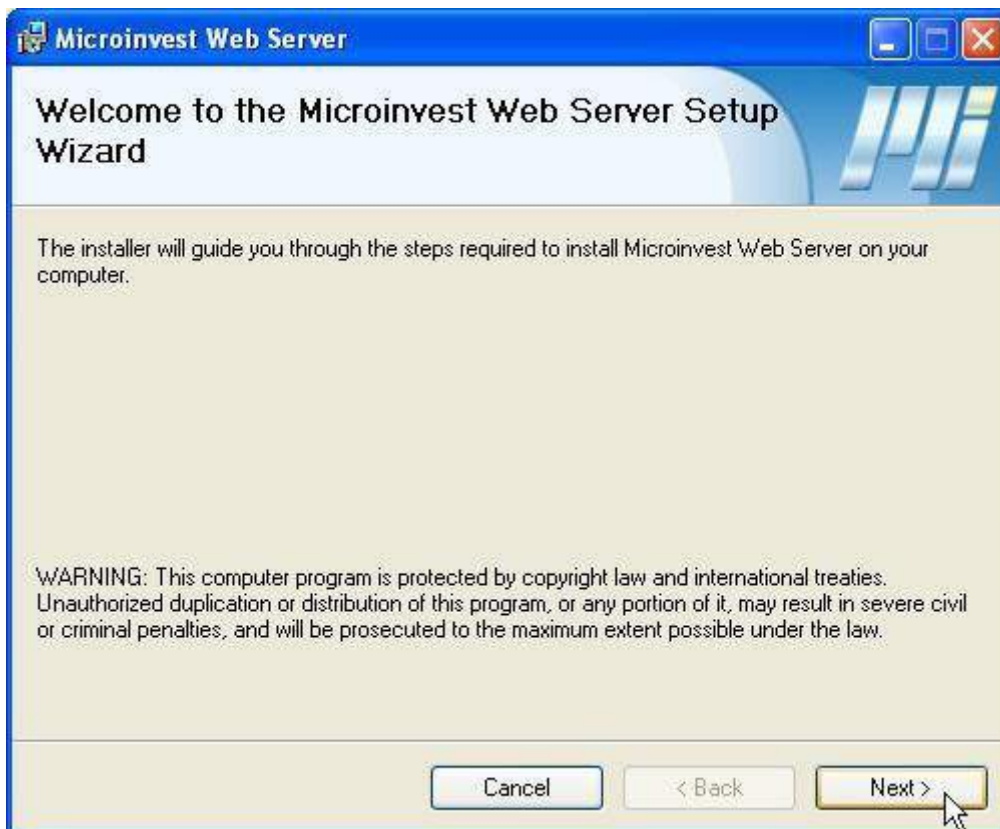 Microinvest Web Server
Welcome to the Microinvest Web Server Setup
Wizard
The installer will guide you through the steps required to install Microinvest Web Server on your
computer.
WARNING: This computer program is protected by copyright law and international treaties.
Unauthorized duplication or distribution of this program, or any portion of it, may result in severe civil
or criminal penalties, and will be prosecuted to the maximum extent possible under the law.
Cancel
< Back
Next >